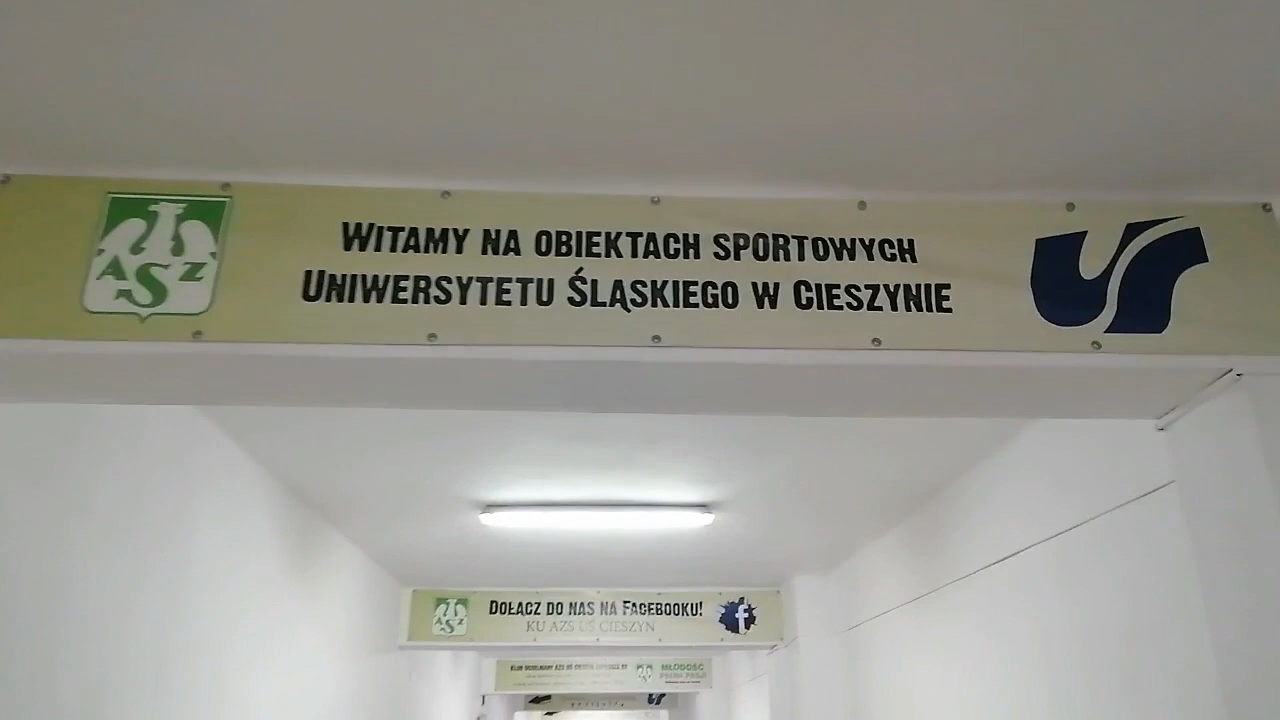 WITAMY NA OBIEKTACH SPORTOWYCH
UNIWERSYTETU ŚLĄSKIEGO W CIESZYNIE
AZS
DOŁĄCZ DO NAS NA FACEBOOKU!
KU AZS UŚ CIESZYN
AZS
f
MŁODOŚĆ